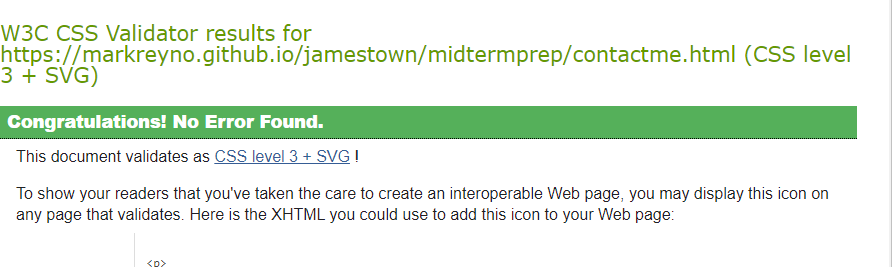 W3C CSS Validator results for
https://markreyno.github.io/jamestown/midtermprep/contactme.html (CSS level
3 + SVG)
Congratulations! No Error Found.
This document validates as CSS level 3 + SVG !
To show your readers that you've taken the care to create an interoperable Web page, you may display this icon on
any page that validates. Here is the XHTML you could use to add this icon to your Web page:
<p>